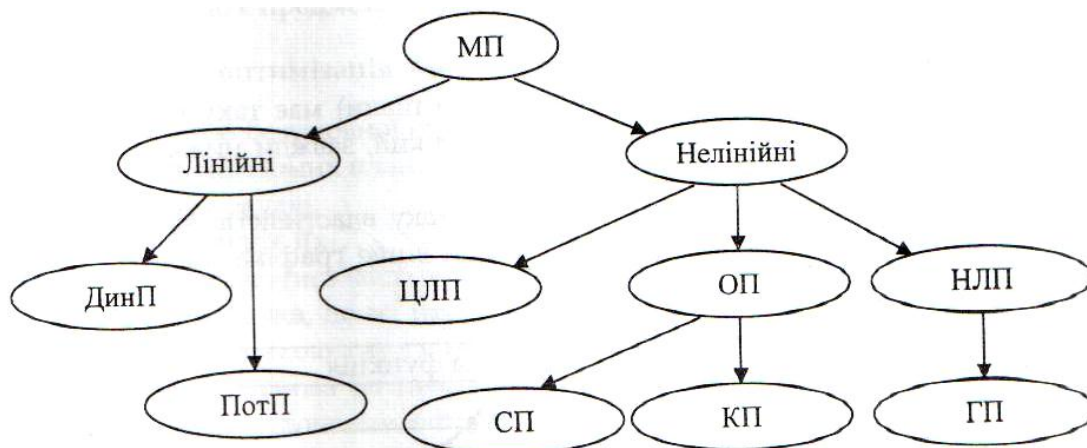 МП
Лінійні
Нелінійні
ДинП
ЦЛП
ОП
НЛП
ПотП
СП
КП
ГП